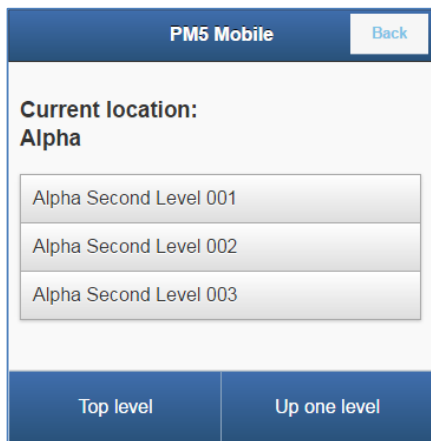 PM5 Mobile
Back
Current location:
Alpha
Alpha Second Level 001
Alpha Second Level 002
Alpha Second Level 003
Top level
Up one level